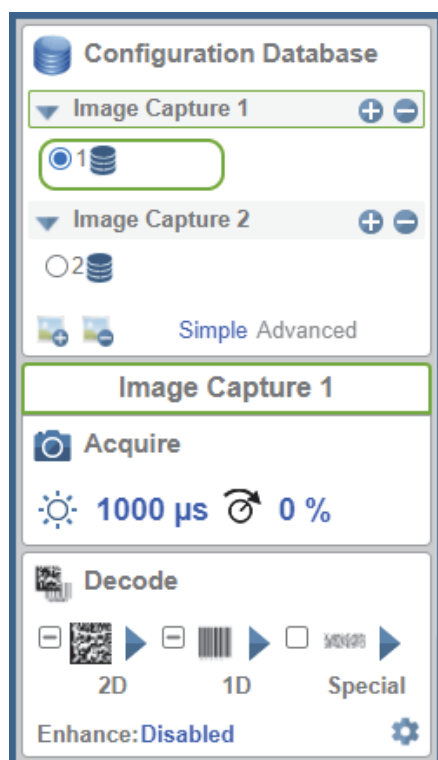 Configuration Database
Image Capture 1
1
Image Capture 2
2
Simple Advanced
Image Capture 1
Acquire
1000 µs 0 %
Decode
2D 1D Special
Enhance:Disabled